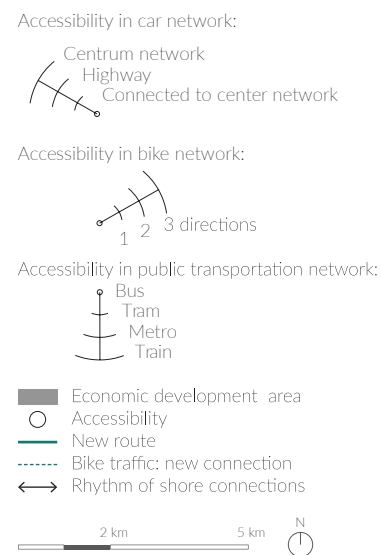 Accessibility in car network:
Centrum network
Highway
Connected to center network
Accessibility in bike network:
3 directions
2
1
Accessibility in public transportation network:
Bus
Tram
Metro
Train
Economic development area
Accessibility
New route
Bike traffic: new connection
Rhythm of shore connections
2 km
5 km
N